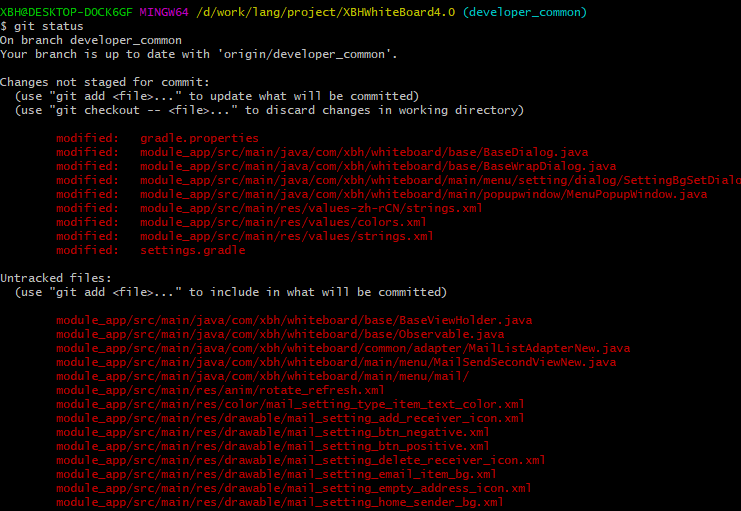 XBH@DESKTOP-DOCK6GF MINGW64 /d/work/lang/project/XBHWhiteBoard4.0 (developer_common)
$ git status
On branch developer_common
Your branch is up to date with 'origin/developer_common'.
Changes not staged for commit:
(use "git add <file>..." to update what will be committed)
(use "git checkout -- <file>..." to discard changes in working directory)
modified: gradle.properties
modified: module_app/src/main/java/com/xbh/whiteboard/base/BaseDialog.java
modified: module_app/src/main/java/com/xbh/whiteboard/base/BaseWrapDialog.java
modified: module_app/src/main/java/com/xbh/whiteboard/main/menu/setting/dialog/SettingBgSetDialo
modified: module_app/src/main/java/com/xbh/whiteboard/main/popupwindow/MenuPopupWindow.java
modified: module_app/src/main/res/values-zh-rCN/strings.xml
modified: module_app/src/main/res/values/colors.xml
modified: module_app/src/main/res/values/strings.xml
modified: settings.gradle
Untracked files:
(use "git add <file>..." to include in what will be committed)
module_app/src/main/java/com/xbh/whiteboard/base/BaseViewHolder.java
module_app/src/main/java/com/xbh/whiteboard/base/Observable.java
module_app/src/main/java/com/xbh/whiteboard/common/adapter/MailListAdapterNew.java
module_app/src/main/java/com/xbh/whiteboard/main/menu/MailSendSecondViewNew.java
module_app/src/main/java/com/xbh/whiteboard/main/menu/mail/
module_app/src/main/res/anim/rotate_refresh.xml
module_app/src/main/res/color/mail_setting_type_item_text_color.xml
module_app/src/main/res/drawable/mail_setting_add_receiver_icon.xml
module_app/src/main/res/drawable/mail_setting_btn_negative.xml
module_app/src/main/res/drawable/mail_setting_btn_positive.xml
module_app/src/main/res/drawable/mail_setting_delete_receiver_icon.xml
module_app/src/main/res/drawable/mail_setting_email_item_bg.xml
module_app/src/main/res/drawable/mail_setting_empty_address_icon.xml
module_app/src/main/res/drawable/mail_setting_home_sender_bg.xml